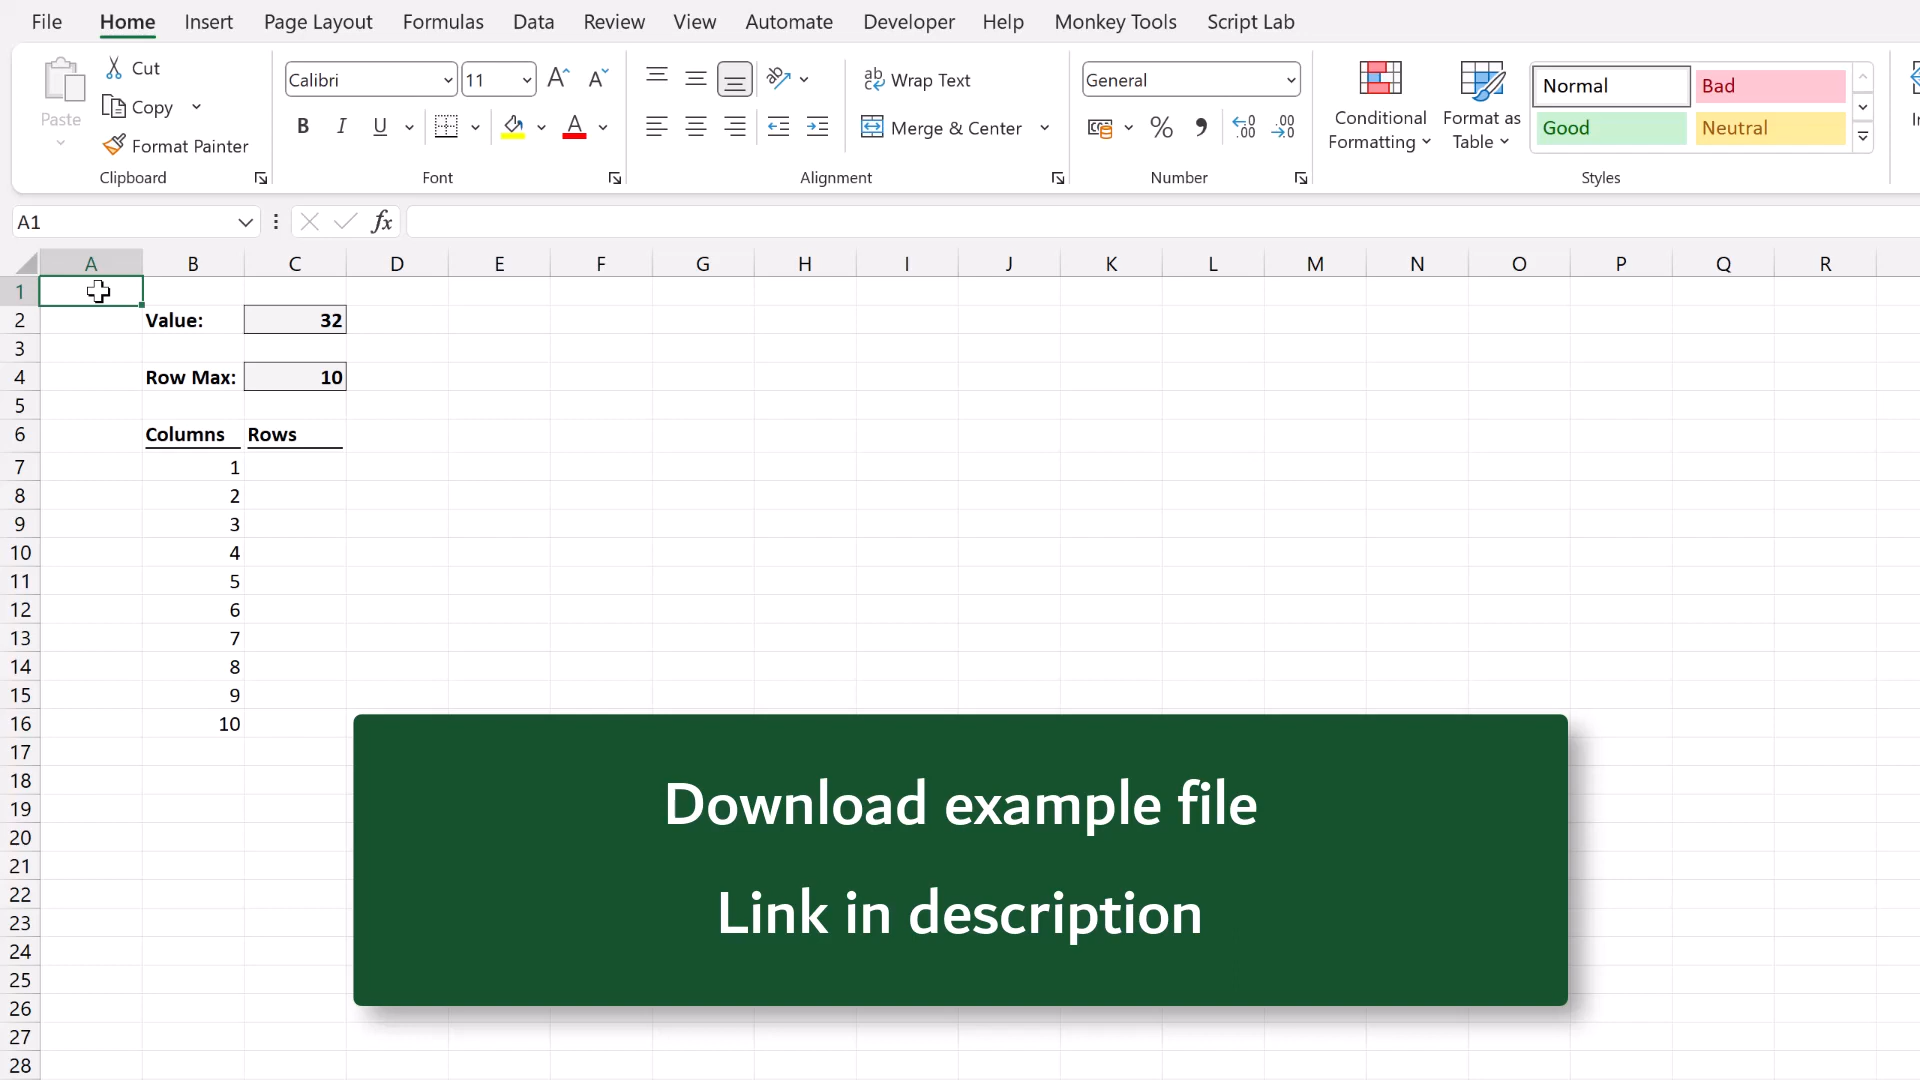 File Home Insert Page Layout Formulas Data Review View Automate Developer Help Monkey Tools Script Lab
Paste
Cut
Copy
Format Painter
Clipboard
Calibri 11
B I U
Font
Wrap Text
Merge & Center
Alignment
General
Number
Conditional
Formatting
Format as
Table
Normal Bad
Good Neutral
Styles
A1 fx
A B C D E F G H I J K L M N O P Q R
1
2 Value: 32
3
4 Row Max: 10
5
6 Columns Rows
7 1
8 2
9 3
10 4
11 5
12 6
13 7
14 8
15 9
16 10
17
18
19
20
21
22
23
24
25
26
27
28
Download example file
Link in description